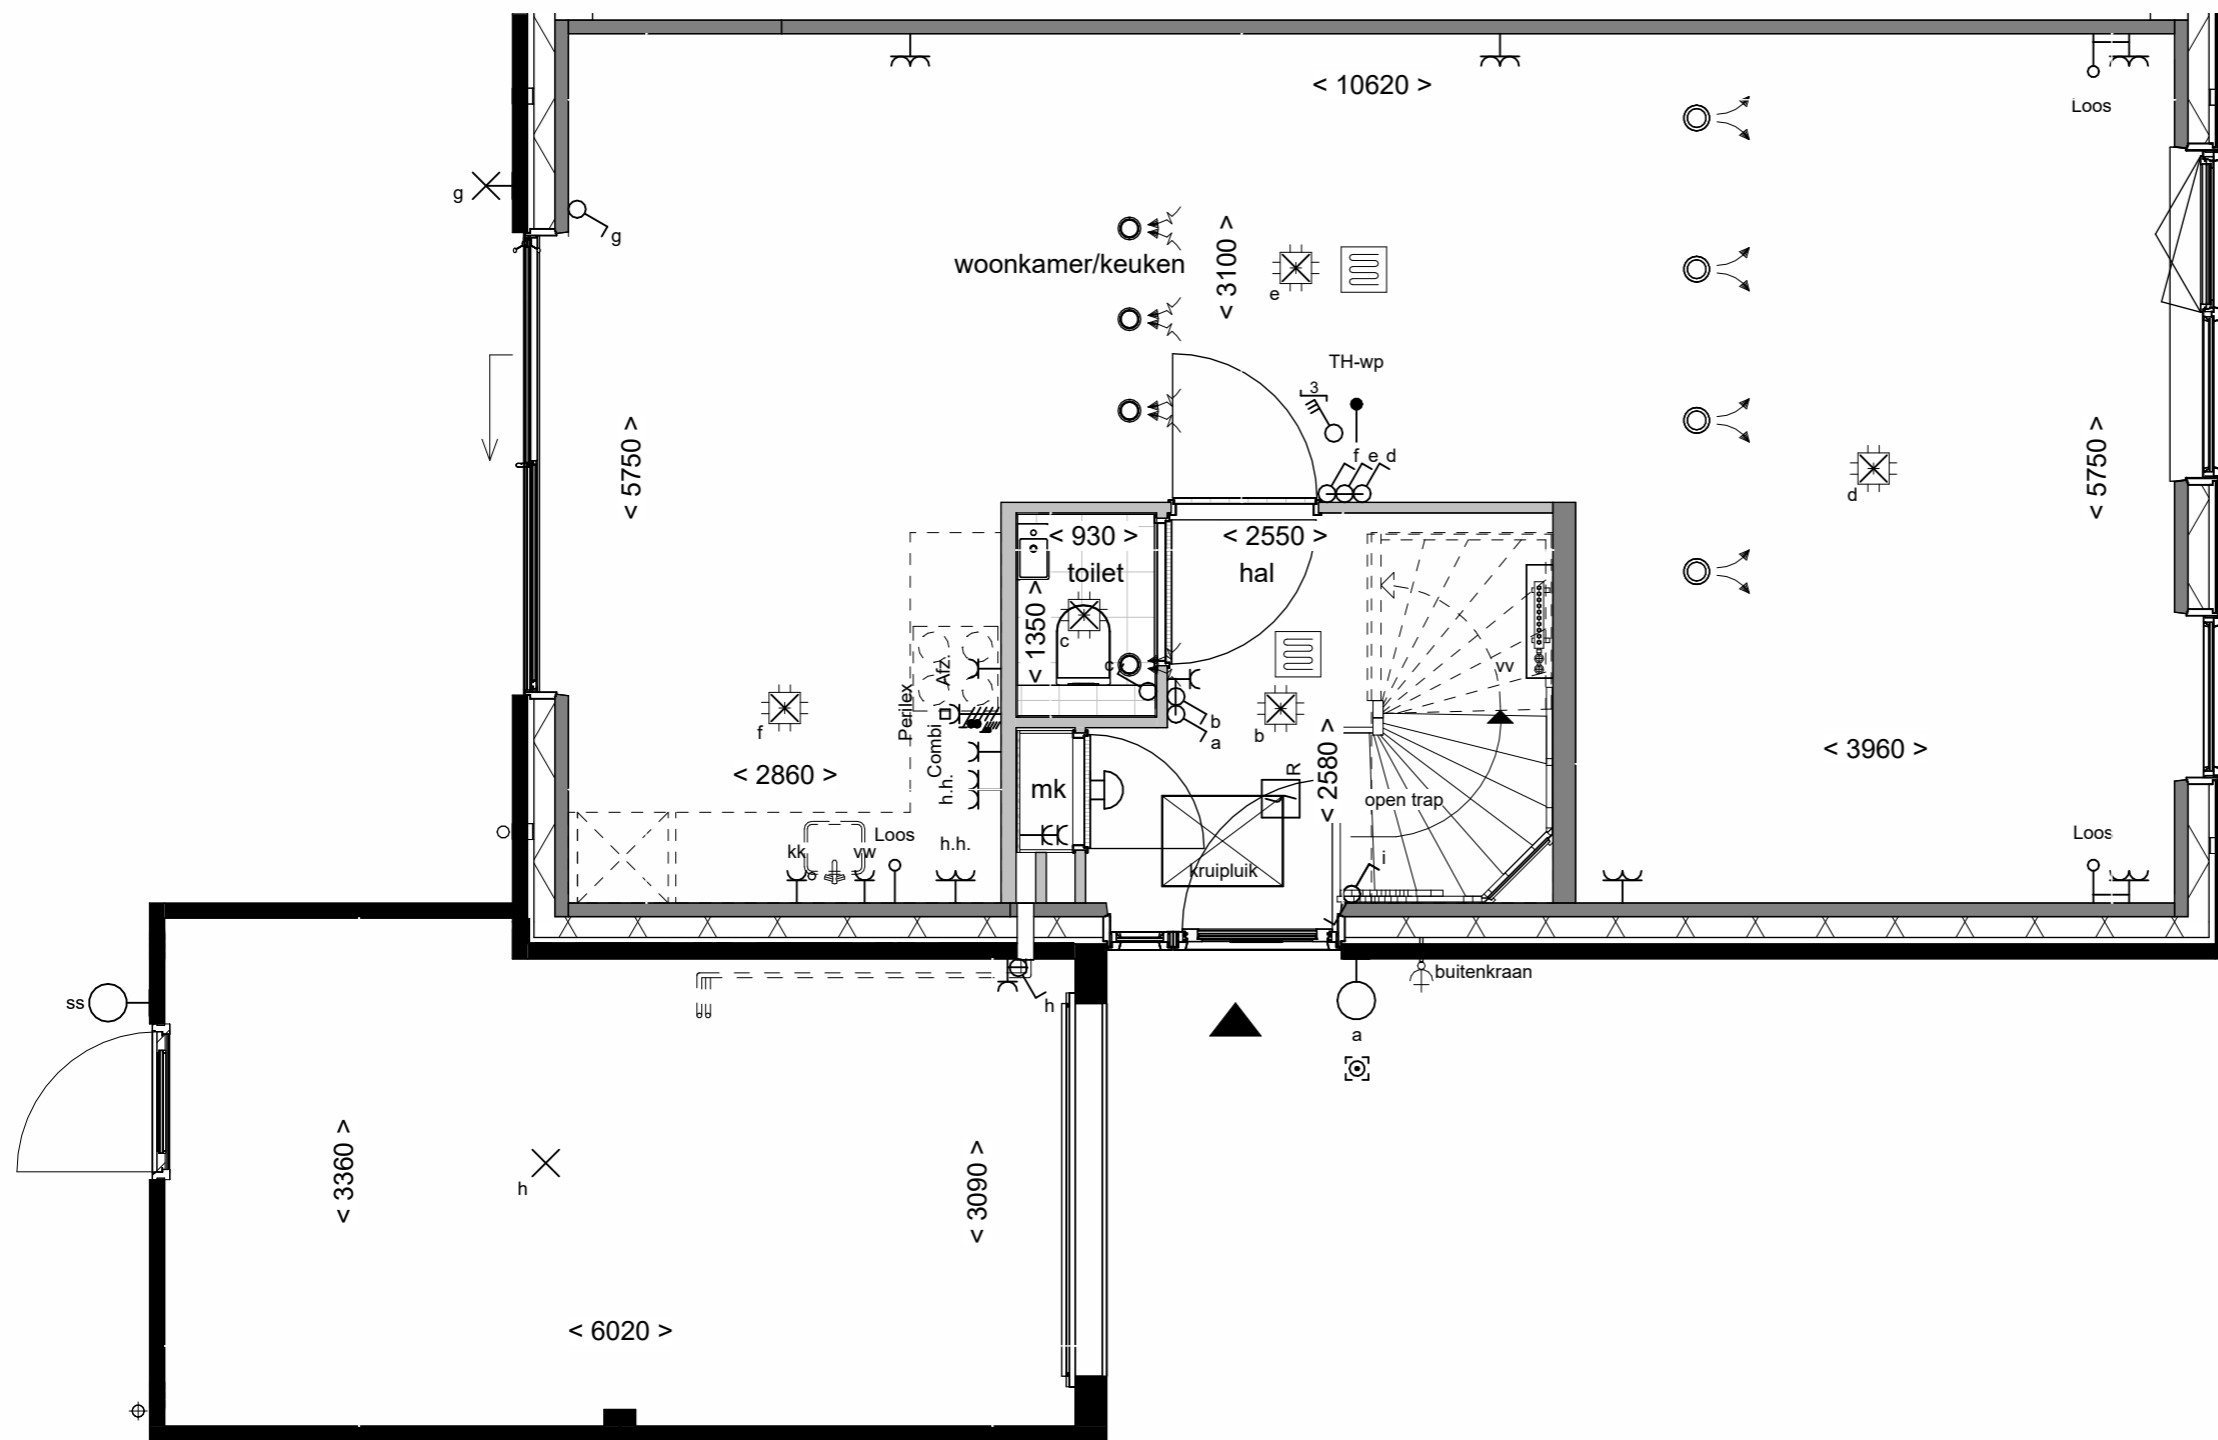 < 10620 >
Loos
g
g
woonkamer/keuken
< 3100 >
e
TH-wp
3
f e d
< 5750 >
< 5750 >
d
< 930 >
toilet
< 2550 >
hal
< 1350 >
c
c
vv
Afz.
Perilex
Combi
h.h.
f
< 2860 >
b
a
b
< 2580 >
R
< 3960 >
mk
open trap
kk
vw
Loos
h.h.
kruipluik
i
Loos
ss
h
buitenkraan
a
< 3360 >
h
< 3090 >
< 6020 >